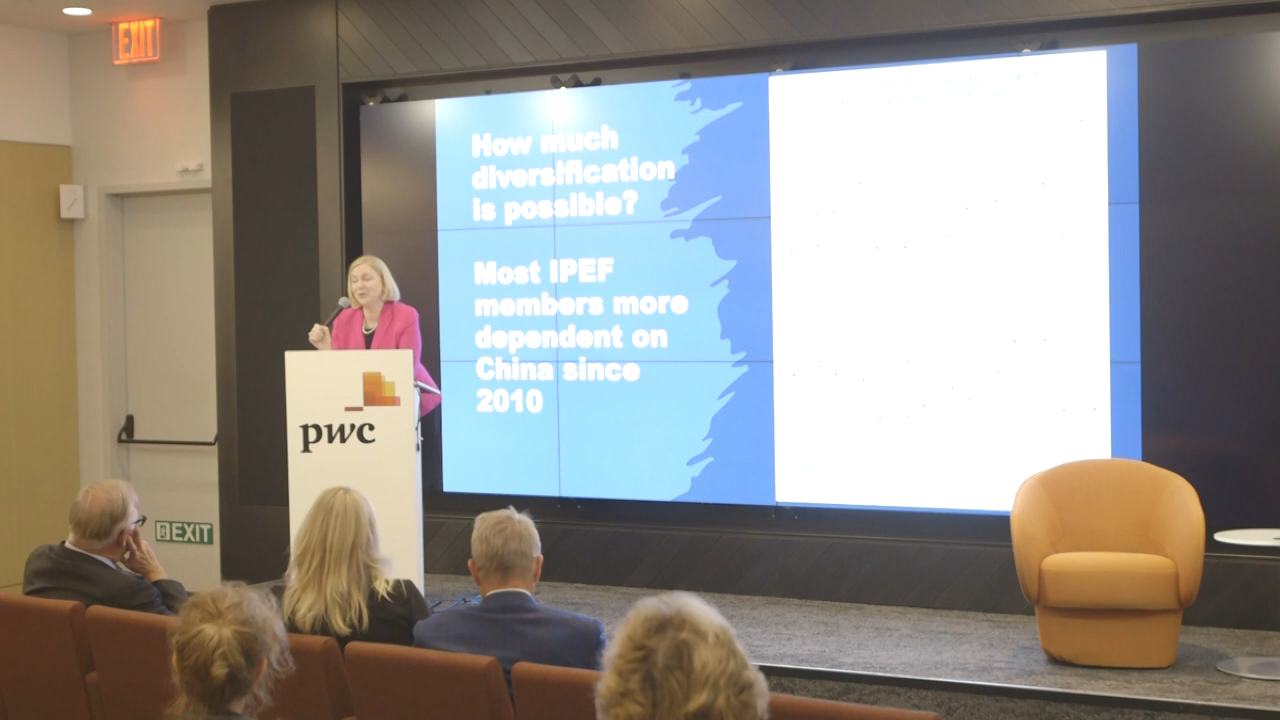 EXIT
How much
diversification
is possible?
Most IPEF
members more
dependent on
China since
2010
pwc
EXIT